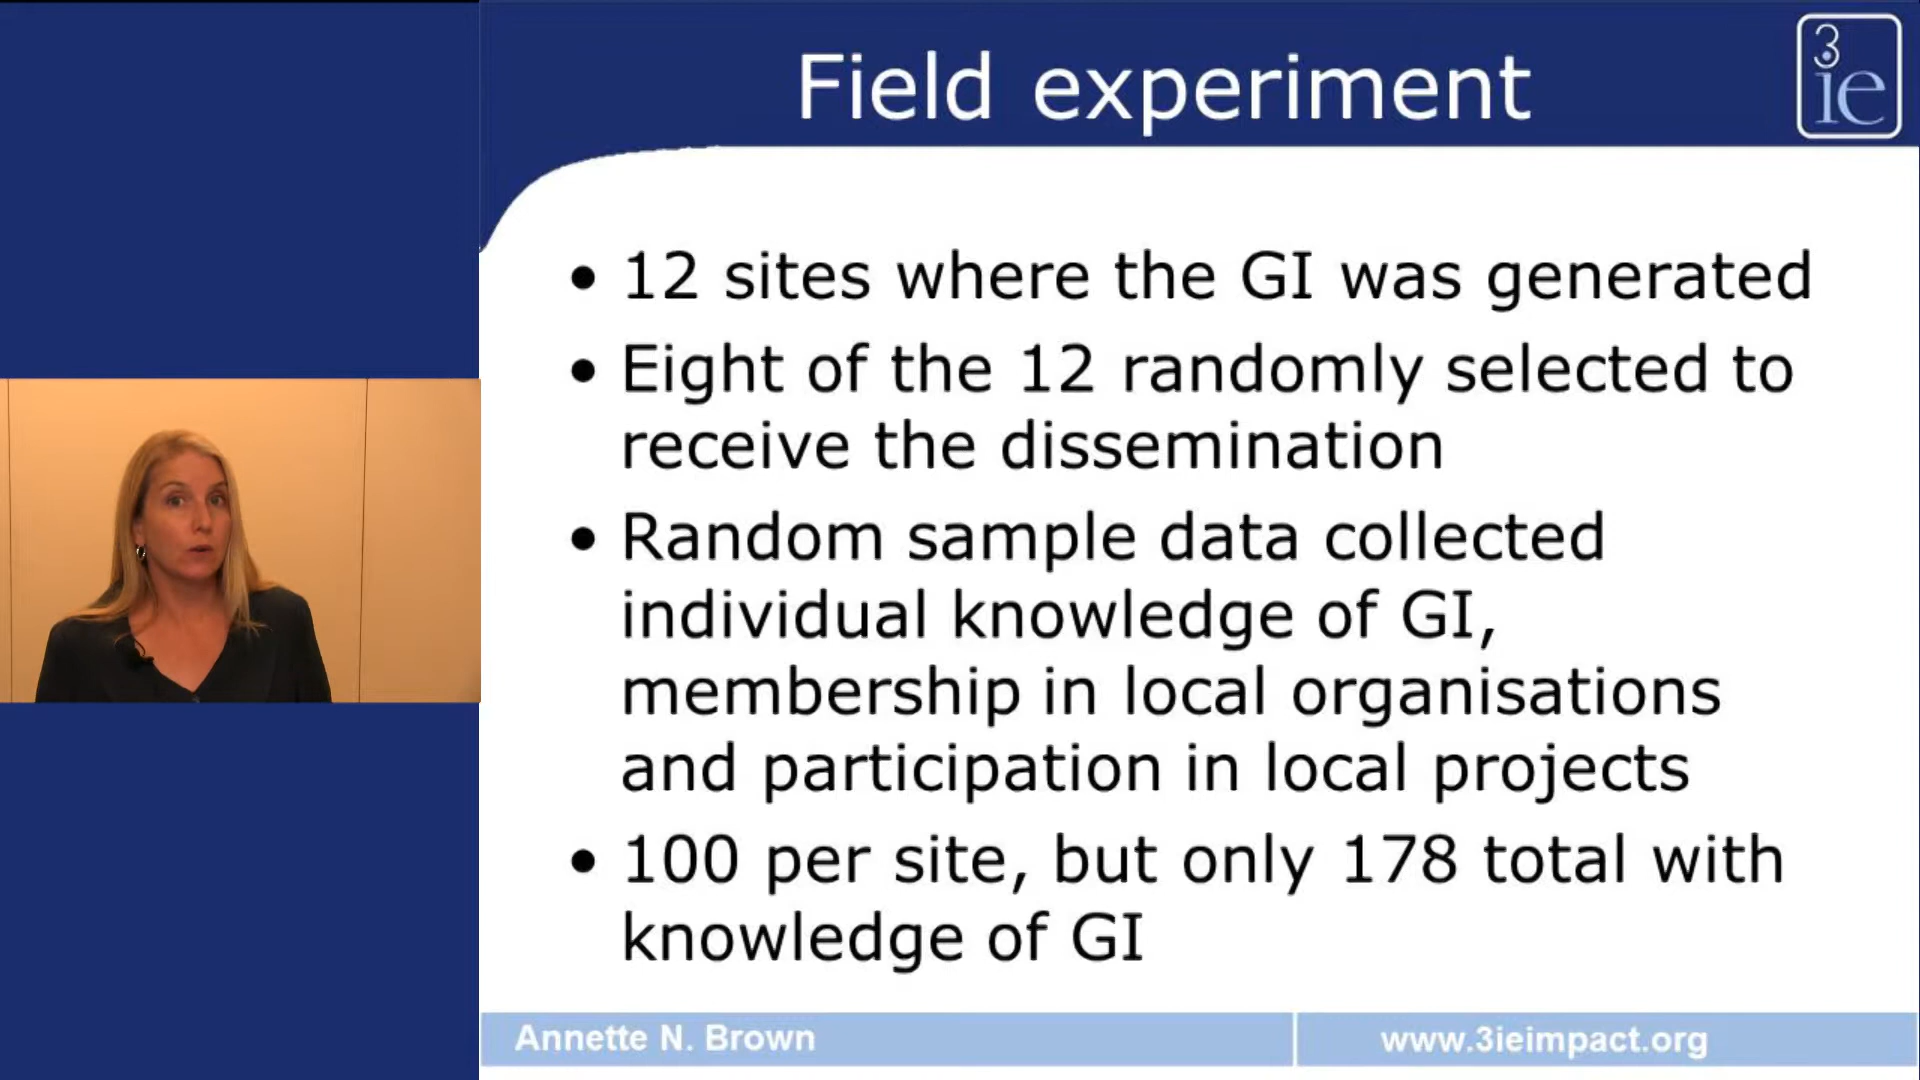 Field experiment
3ie
• 12 sites where the GI was generated
• Eight of the 12 randomly selected to
receive the dissemination
• Random sample data collected
individual knowledge of GI,
membership in local organisations
and participation in local projects
• 100 per site, but only 178 total with
knowledge of GI
Annette N. Brown
www.3ieimpact.org